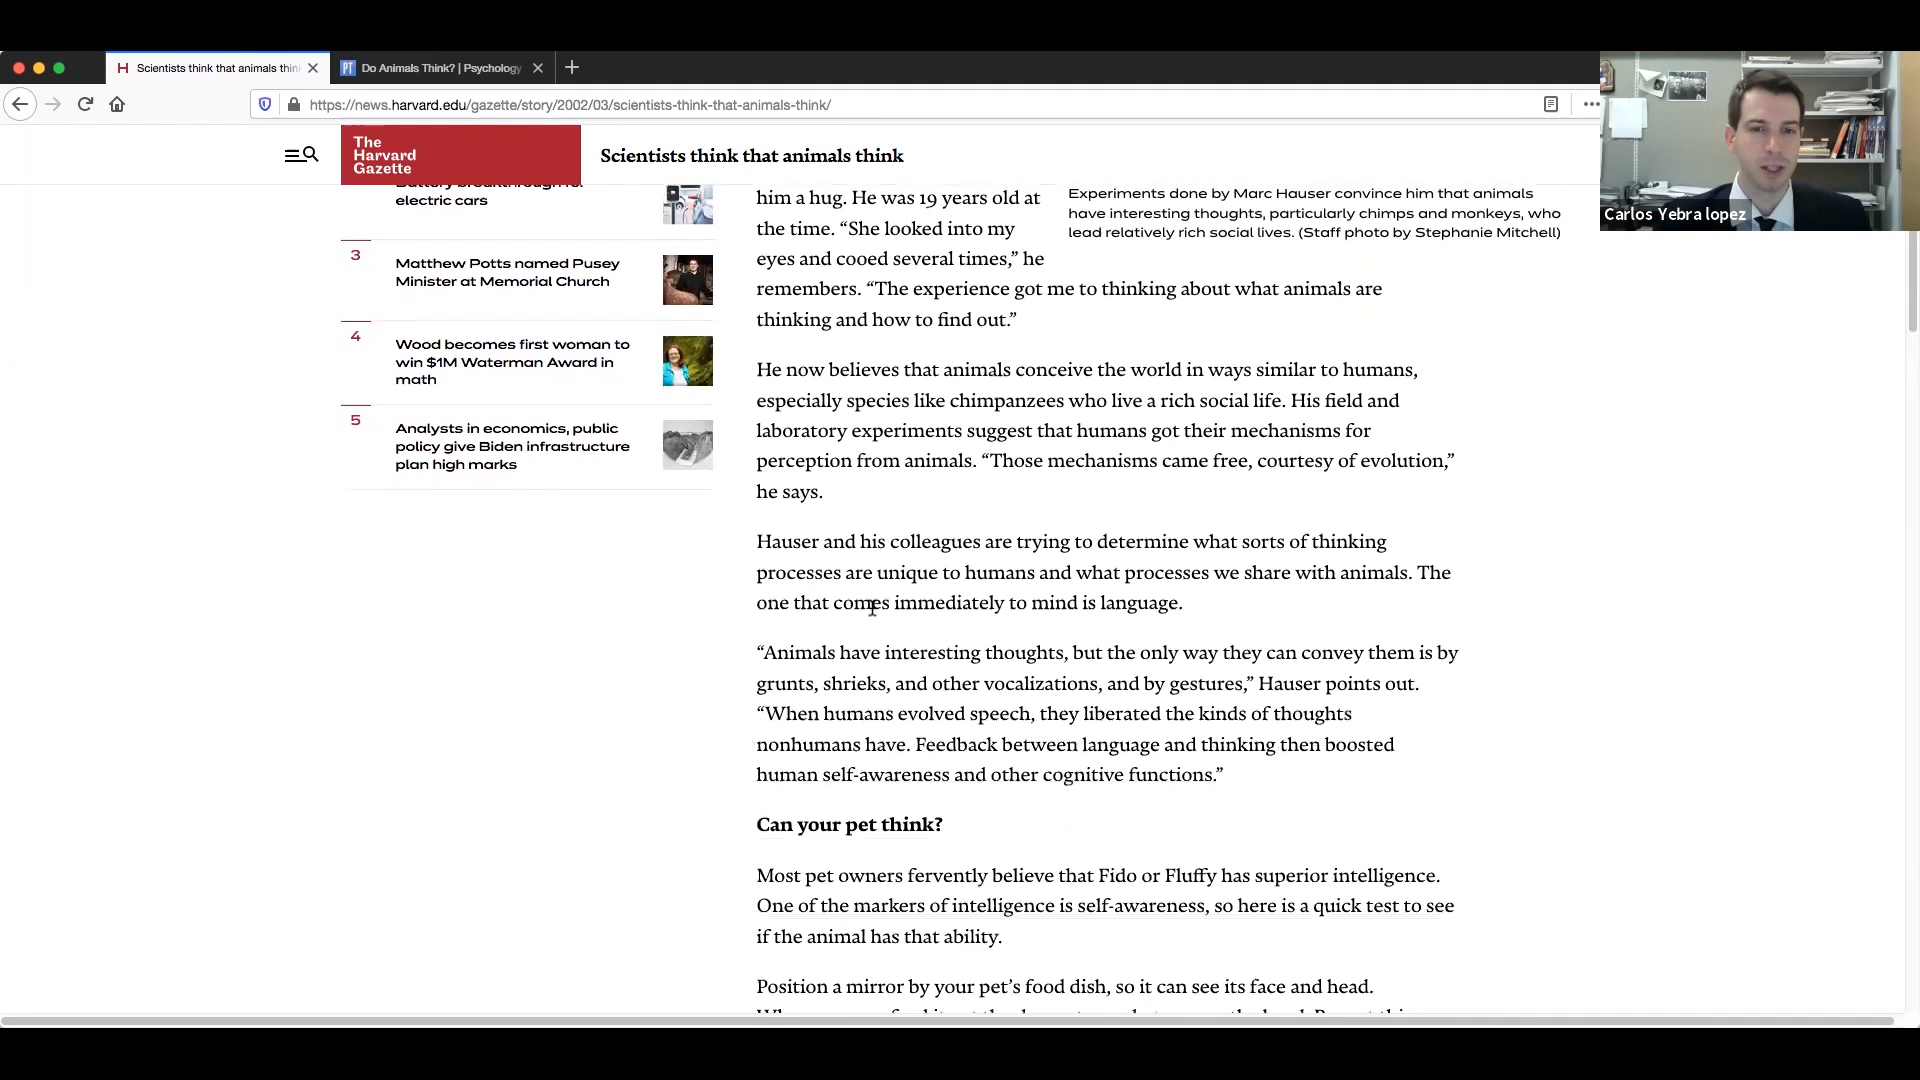 Scientists think that animals thin
Do Animals Think? | Psychology
https://news.harvard.edu/gazette/story/2002/03/scientists-think-that-animals-think/
The
Harvard
Gazette
Scientists think that animals think
Carlos Yebra lopez
electric cars
3
Matthew Potts named Pusey
Minister at Memorial Church
4
Wood becomes first woman to
win $1M Waterman Award in
math
5
Analysts in economics, public
policy give Biden infrastructure
plan high marks
him a hug. He was 19 years old at
the time. “She looked into my
eyes and cooed several times,” he
remembers. “The experience got me to thinking about what animals are
thinking and how to find out.”
Experiments done by Marc Hauser convince him that animals
have interesting thoughts, particularly chimps and monkeys, who
lead relatively rich social lives. (Staff photo by Stephanie Mitchell)
He now believes that animals conceive the world in ways similar to humans,
especially species like chimpanzees who live a rich social life. His field and
laboratory experiments suggest that humans got their mechanisms for
perception from animals. “Those mechanisms came free, courtesy of evolution,”
he says.
Hauser and his colleagues are trying to determine what sorts of thinking
processes are unique to humans and what processes we share with animals. The
one that comes immediately to mind is language.
“Animals have interesting thoughts, but the only way they can convey them is by
grunts, shrieks, and other vocalizations, and by gestures,” Hauser points out.
“When humans evolved speech, they liberated the kinds of thoughts
nonhumans have. Feedback between language and thinking then boosted
human self-awareness and other cognitive functions.”
Can your pet think?
Most pet owners fervently believe that Fido or Fluffy has superior intelligence.
One of the markers of intelligence is self-awareness, so here is a quick test to see
if the animal has that ability.
Position a mirror by your pet’s food dish, so it can see its face and head.